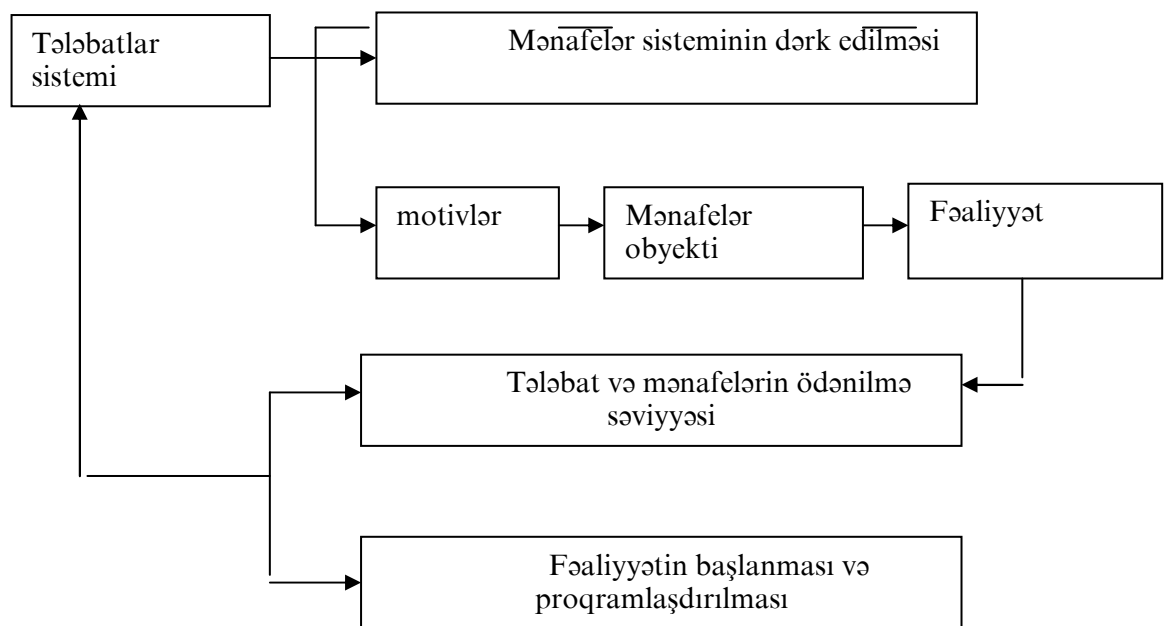 Tələbatlar
sistemi
Mənafelər sisteminin dərk edilməsi
motivlər
Mənafelər
obyekti
Fəaliyyət
Tələbat və mənafelərin ödənilmə
səviyyəsi
Fəaliyyətin başlanması və
proqramlaşdırılması